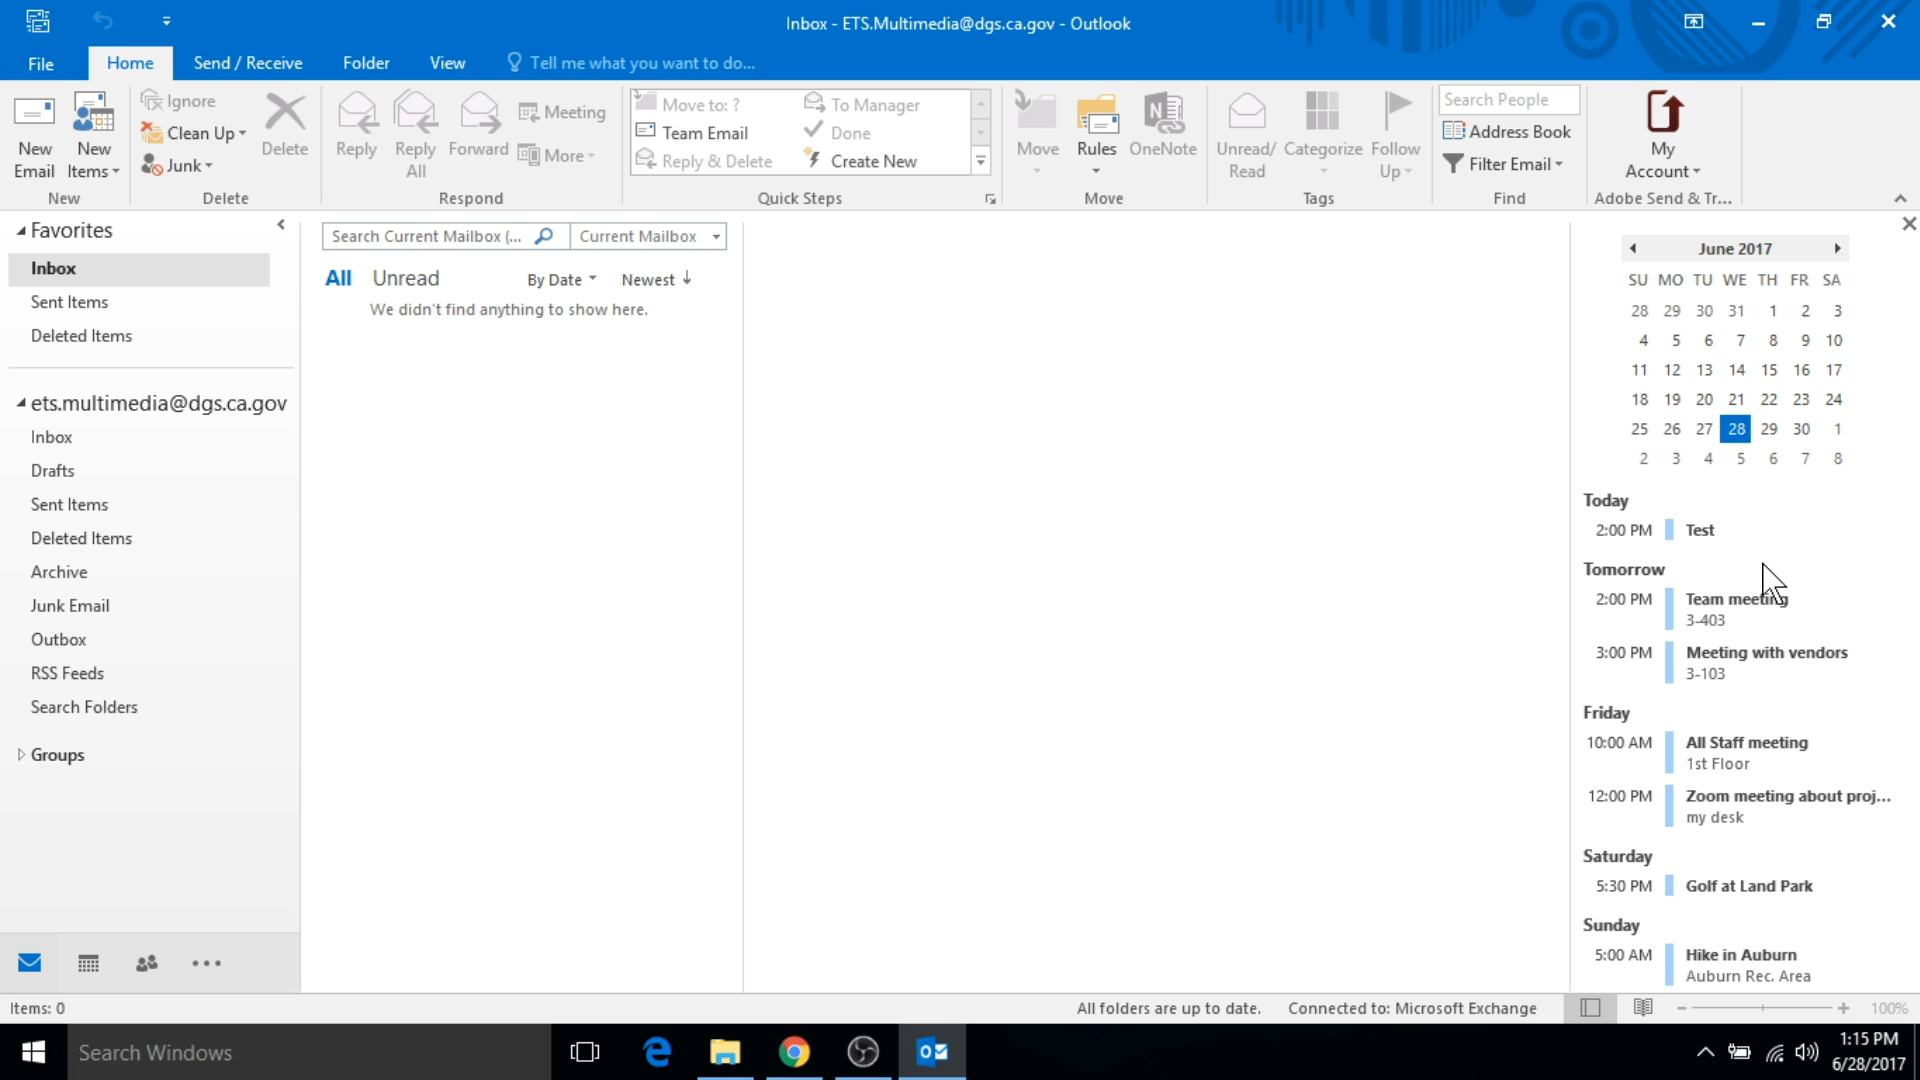 Inbox - ETS.Multimedia@dgs.ca.gov - Outlook
File Home Send / Receive Folder View Tell me what you want to do...
New Email
New Items
New
Ignore
Clean Up
Junk
Delete
Delete
Reply
Reply All
Forward
Meeting
More
Respond
Move to: ?
Team Email
Reply & Delete
To Manager
Done
Create New
Quick Steps
Move
Rules
OneNote
Move
Unread/ Read
Categorize
Follow Up
Tags
Search People
Address Book
Filter Email
Find
My Account
Adobe Send & Tr...
Favorites
Inbox
Sent Items
Deleted Items
ets.multimedia@dgs.ca.gov
Inbox
Drafts
Sent Items
Deleted Items
Archive
Junk Email
Outbox
RSS Feeds
Search Folders
Groups
Search Current Mailbox (... Current Mailbox
All Unread By Date Newest
We didn't find anything to show here.
June 2017
SU MO TU WE TH FR SA
28 29 30 31 1 2 3
4 5 6 7 8 9 10
11 12 13 14 15 16 17
18 19 20 21 22 23 24
25 26 27 28 29 30 1
2 3 4 5 6 7 8
Today
2:00 PM Test
Tomorrow
2:00 PM Team meeting
3-403
3:00 PM Meeting with vendors
3-103
Friday
10:00 AM All Staff meeting
1st Floor
12:00 PM Zoom meeting about proj...
my desk
Saturday
5:30 PM Golf at Land Park
Sunday
5:00 AM Hike in Auburn
Auburn Rec. Area
Items: 0 All folders are up to date. Connected to: Microsoft Exchange 100%
Search Windows
1:15 PM
6/28/2017